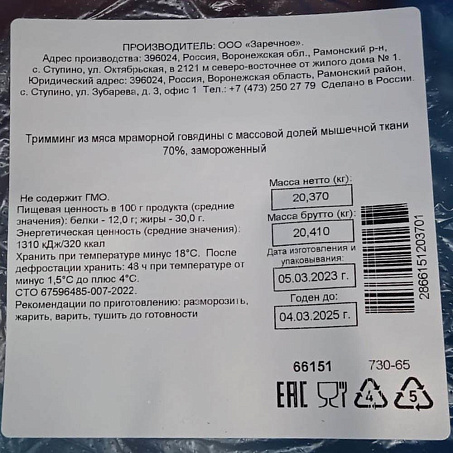 ПРОИЗВОДИТЕЛЬ: ООО «Заречное».
Адрес производства: 396024, Россия, Воронежская обл., Рамонский р-н,
с. Ступино, ул. Октябрьская, в 2121 м северо-восточнее от жилого дома № 1.
Юридический адрес: 396024, Россия, Воронежская область, Рамонский район,
с. Ступино, ул. Зубарева, д. 3, офис 1 Тел.: +7 (473) 250 27 79 Сделано в России.
Тримминг из мяса мраморной говядины с массовой долей мышечной ткани
70%, замороженный
Не содержит ГМО.
Пищевая ценность в 100 г продукта (средние
значения): белки - 12,0 г; жиры - 30,0 г.
Энергетическая ценность (средние значения):
1310 кДж/320 ккал
Хранить при температуре минус 18°С. После
дефростации хранить: 48 ч при температуре от
минус 1,5°С до плюс 4°С.
СТО 67596485-007-2022.
Рекомендации по приготовлению: разморозить,
жарить, варить, тушить до готовности
Масса нетто (кг):
20,370
Масса брутто (кг):
20,410
Дата изготовления и
упаковывания:
05.03.2023 г.
Годен до:
04.03.2025 г.
2866151203701
66151 730-65
EAC 4 5